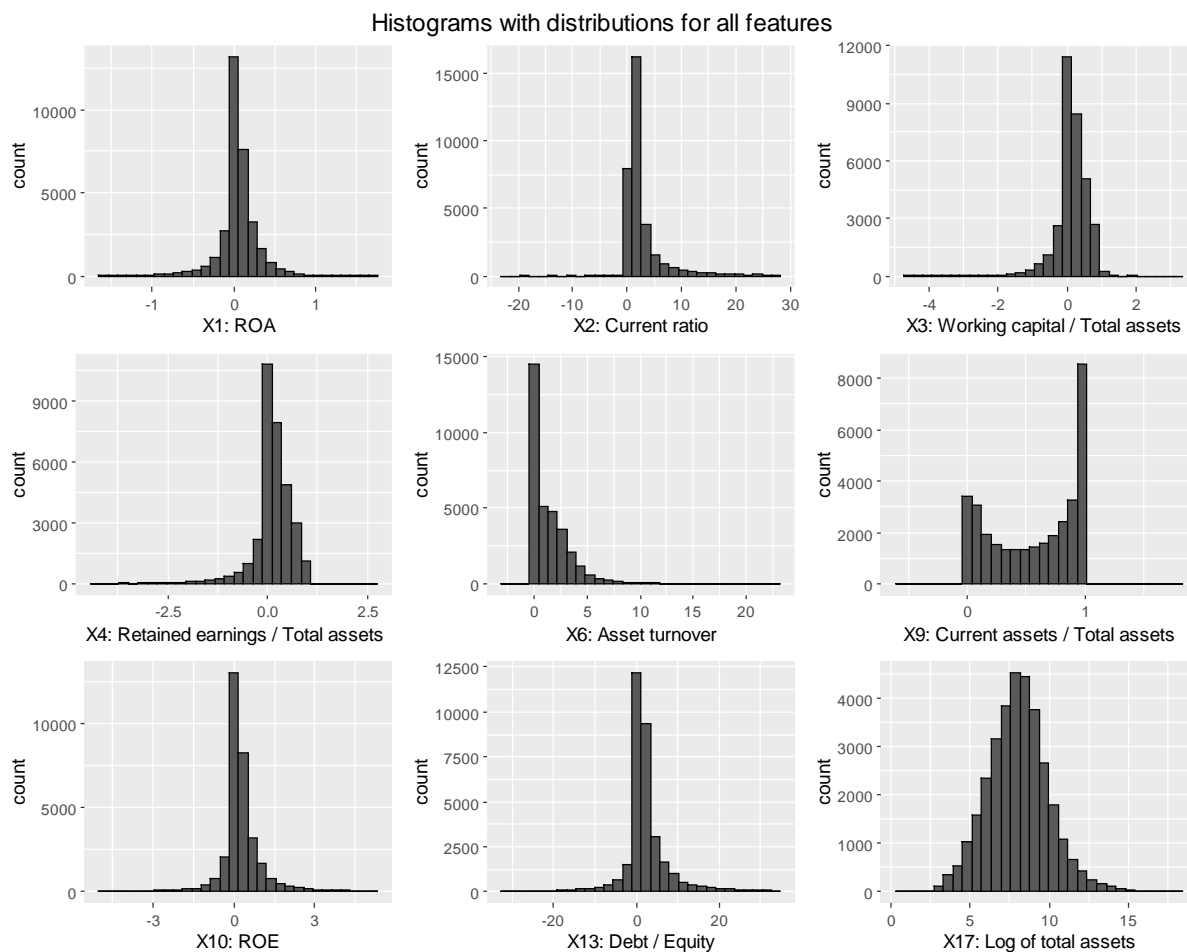 Histograms with distributions for all features
count
10000
5000
0
-1 0 1
X1: ROA
count
15000
10000
5000
0
-20 -10 0 10 20 30
X2: Current ratio
count
12000
9000
6000
3000
0
-4 -2 0 2
X3: Working capital / Total assets
count
9000
6000
3000
0
-2.5 0.0 2.5
X4: Retained earnings / Total assets
count
15000
10000
5000
0
0 5 10 15 20
X6: Asset turnover
count
8000
6000
4000
2000
0
0 1
X9: Current assets / Total assets
count
10000
5000
0
-3 0 3
X10: ROE
count
12500
10000
7500
5000
2500
0
-20 0 20
X13: Debt / Equity
count
4000
3000
2000
1000
0
0 5 10 15
X17: Log of total assets